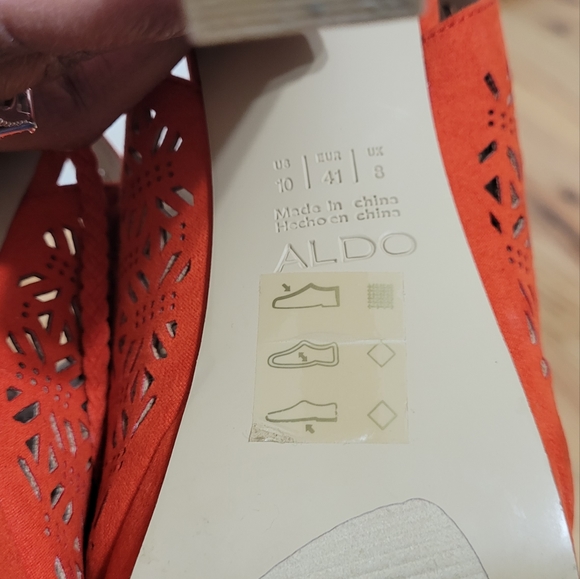 US EUR UK
10 41 8
Made in china
Hecho en china
ALDO